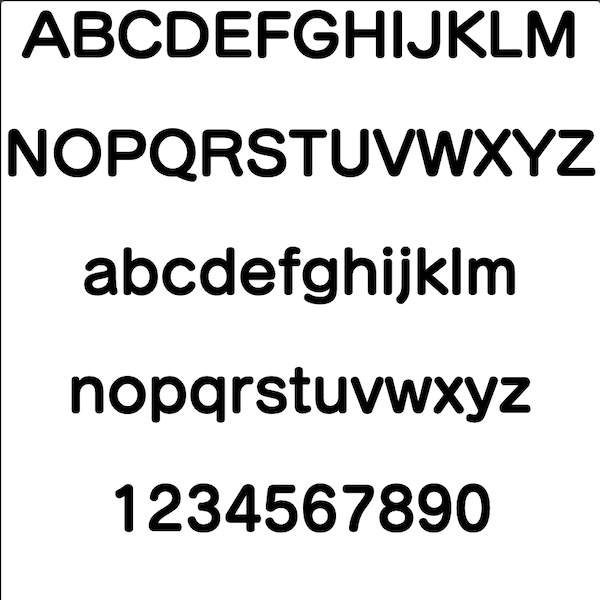 ABCDEFGHIJKLM
NOPQRSTUVWXYZ
abcdefghijklm
nopqrstuvwxyz
1234567890